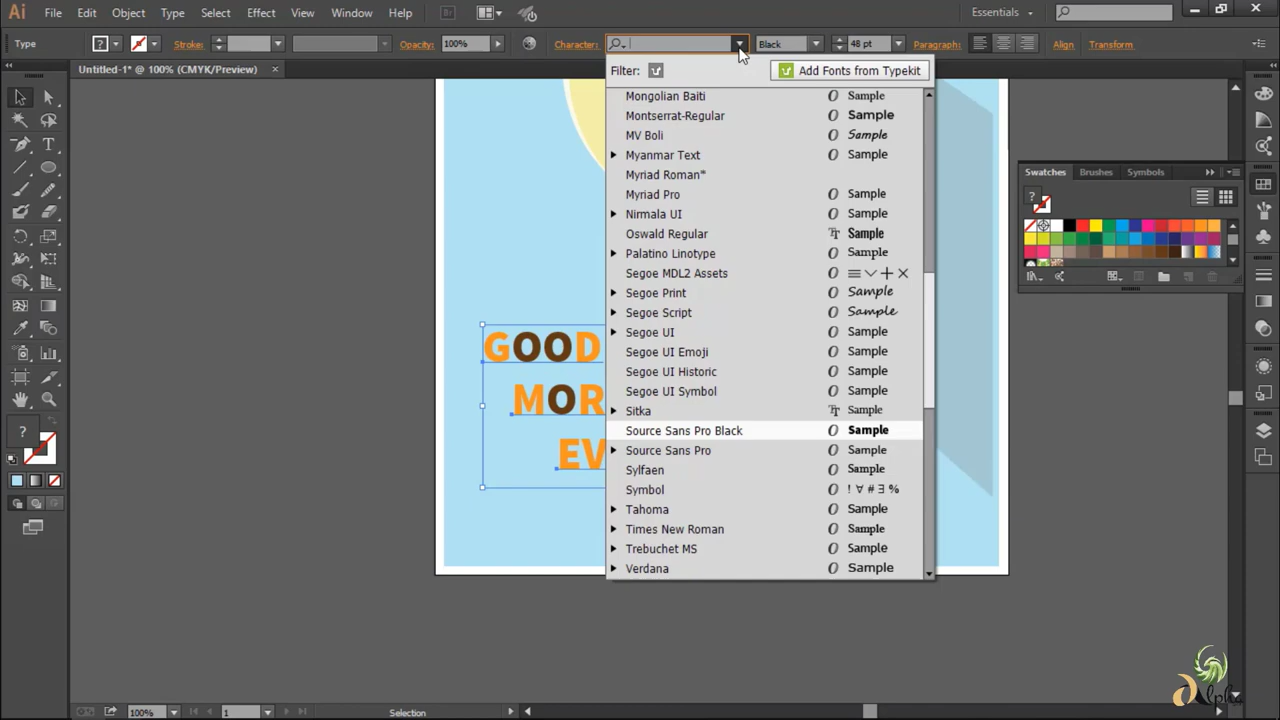 Ai File Edit Object Type Select Effect View Window Help Br Essentials
Type ? Stroke: Opacity: 100% Character: Black 48 pt Paragraph: Align Transform
Untitled-1* @ 100% (CMYK/Preview) ×
Filter: Add Fonts from Typekit
Mongolian Baiti O Sample
Montserrat-Regular O Sample
MV Boli O Sample
Myanmar Text O Sample
Myriad Roman*
Myriad Pro O Sample
Nirmala UI O Sample
Oswald Regular Sample
Palatino Linotype O Sample
Segoe MDL2 Assets O
Segoe Print O Sample
Segoe Script O Sample
Segoe UI O Sample
Segoe UI Emoji O Sample
Segoe UI Historic O Sample
Segoe UI Symbol O Sample
Sitka Sample
Source Sans Pro Black O Sample
Source Sans Pro O Sample
Sylfaen O Sample
Symbol O ! ∀ # ∃ %
Tahoma O Sample
Times New Roman O Sample
Trebuchet MS O Sample
Verdana O Sample
Swatches Brushes Symbols
?
GOOD
MOR
EV
?
100% 1 Selection
alpha